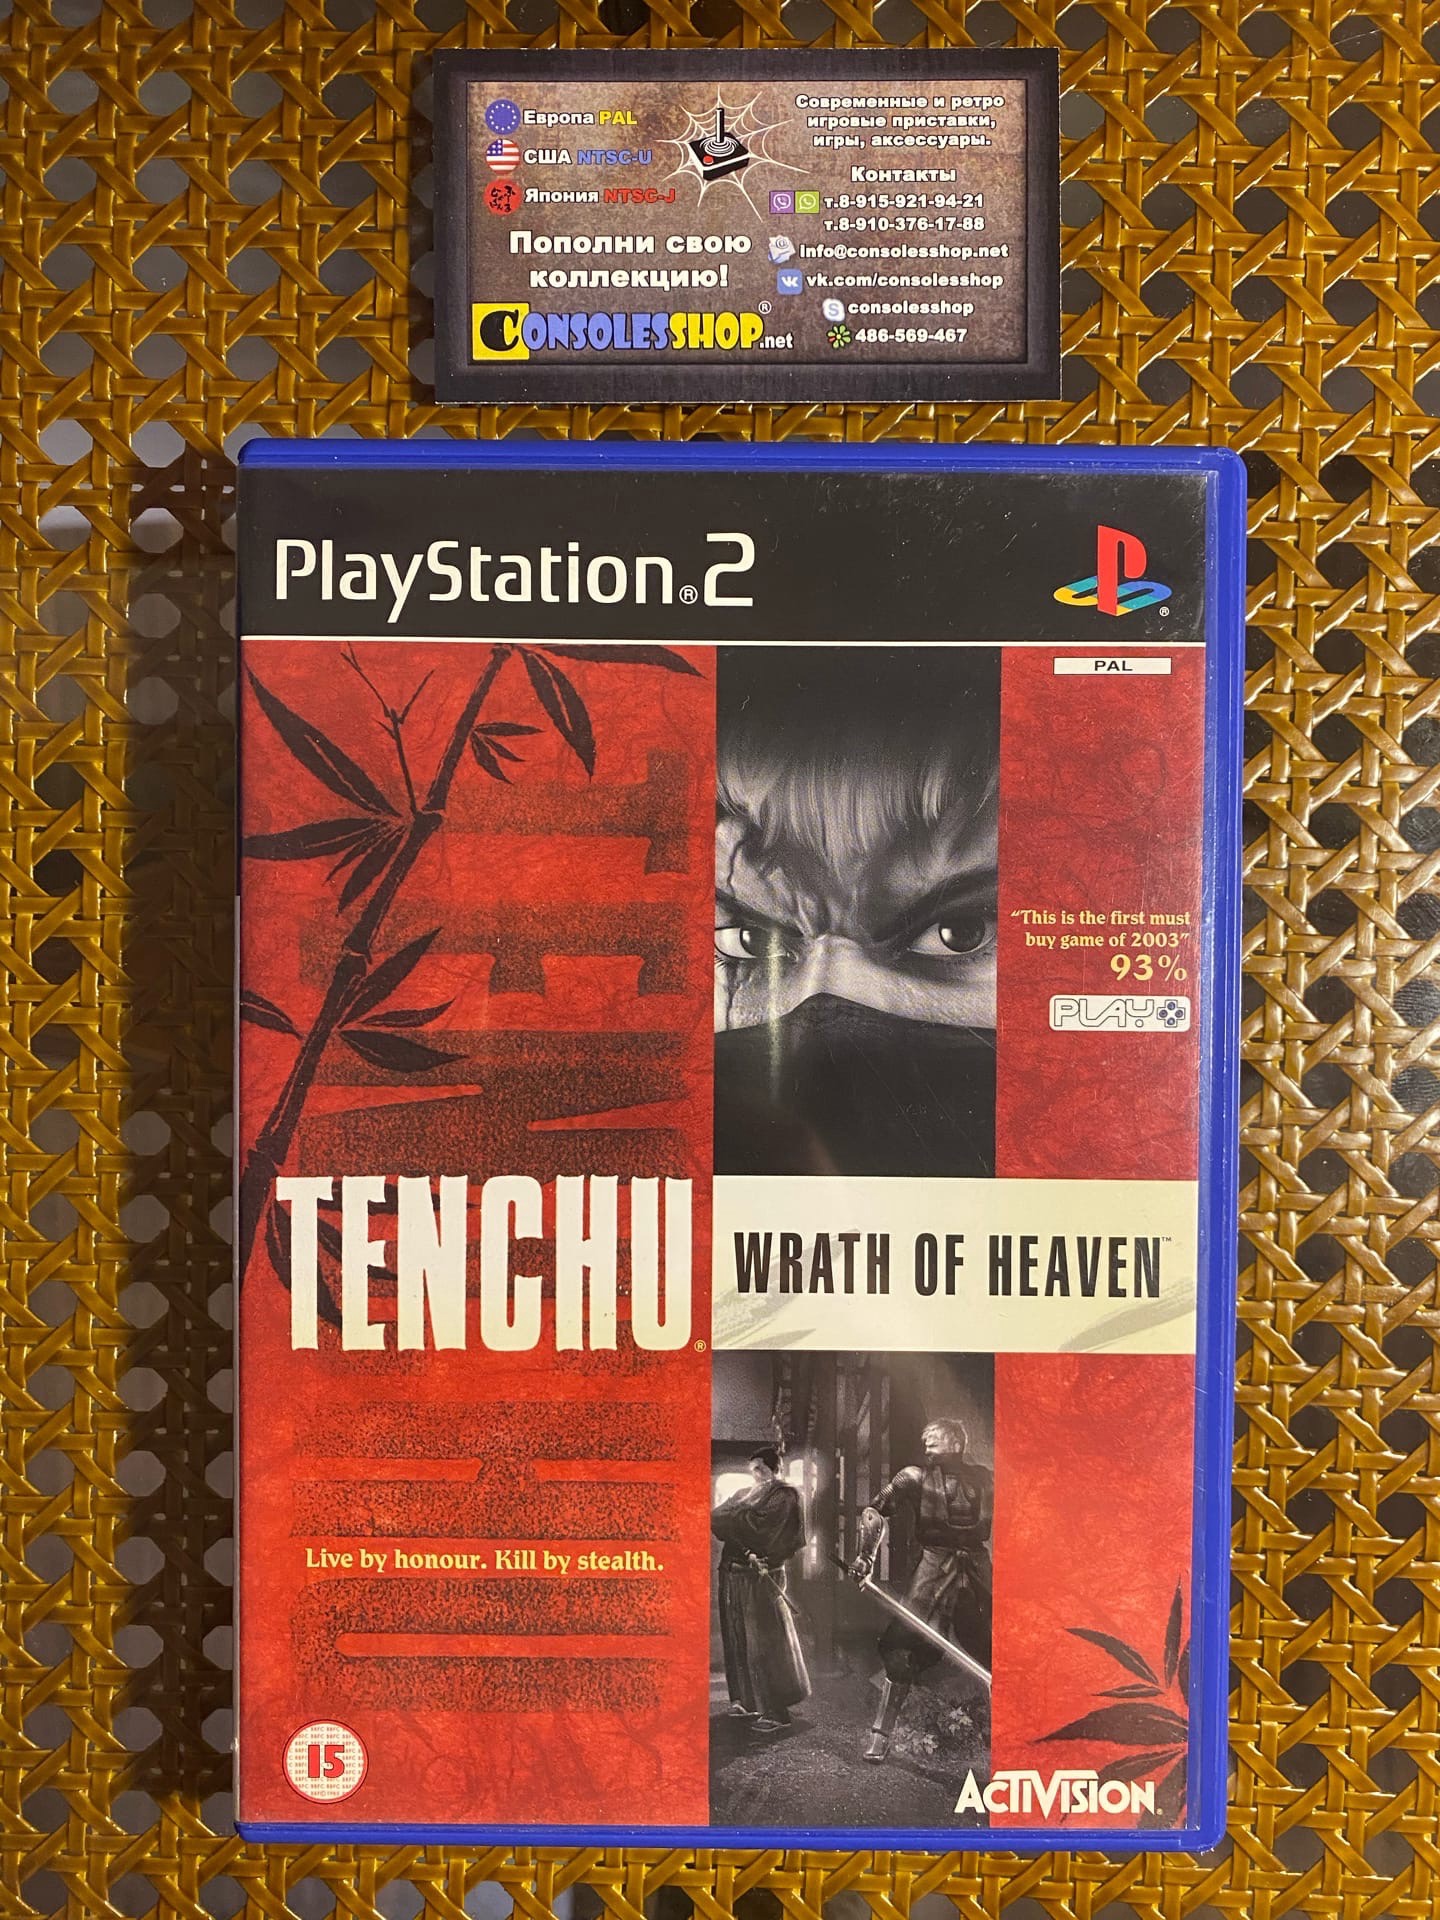 Европа PAL
США NTSC-U
Япония NTSC-J
Пополни свою
коллекцию!
CONSOLESSHOP.net
®
Современные и ретро
игровые приставки,
игры, аксессуары.
Контакты
т.8-915-921-94-21
т.8-910-376-17-88
info@consolesshop.net
vk.com/consolesshop
consolesshop
486-569-467
PlayStation®2
®
PAL
"This is the first must
buy game of 2003"
93%
PLAY
TENCHU®
WRATH OF HEAVEN™
Live by honour. Kill by stealth.
15
ACTIVISION®